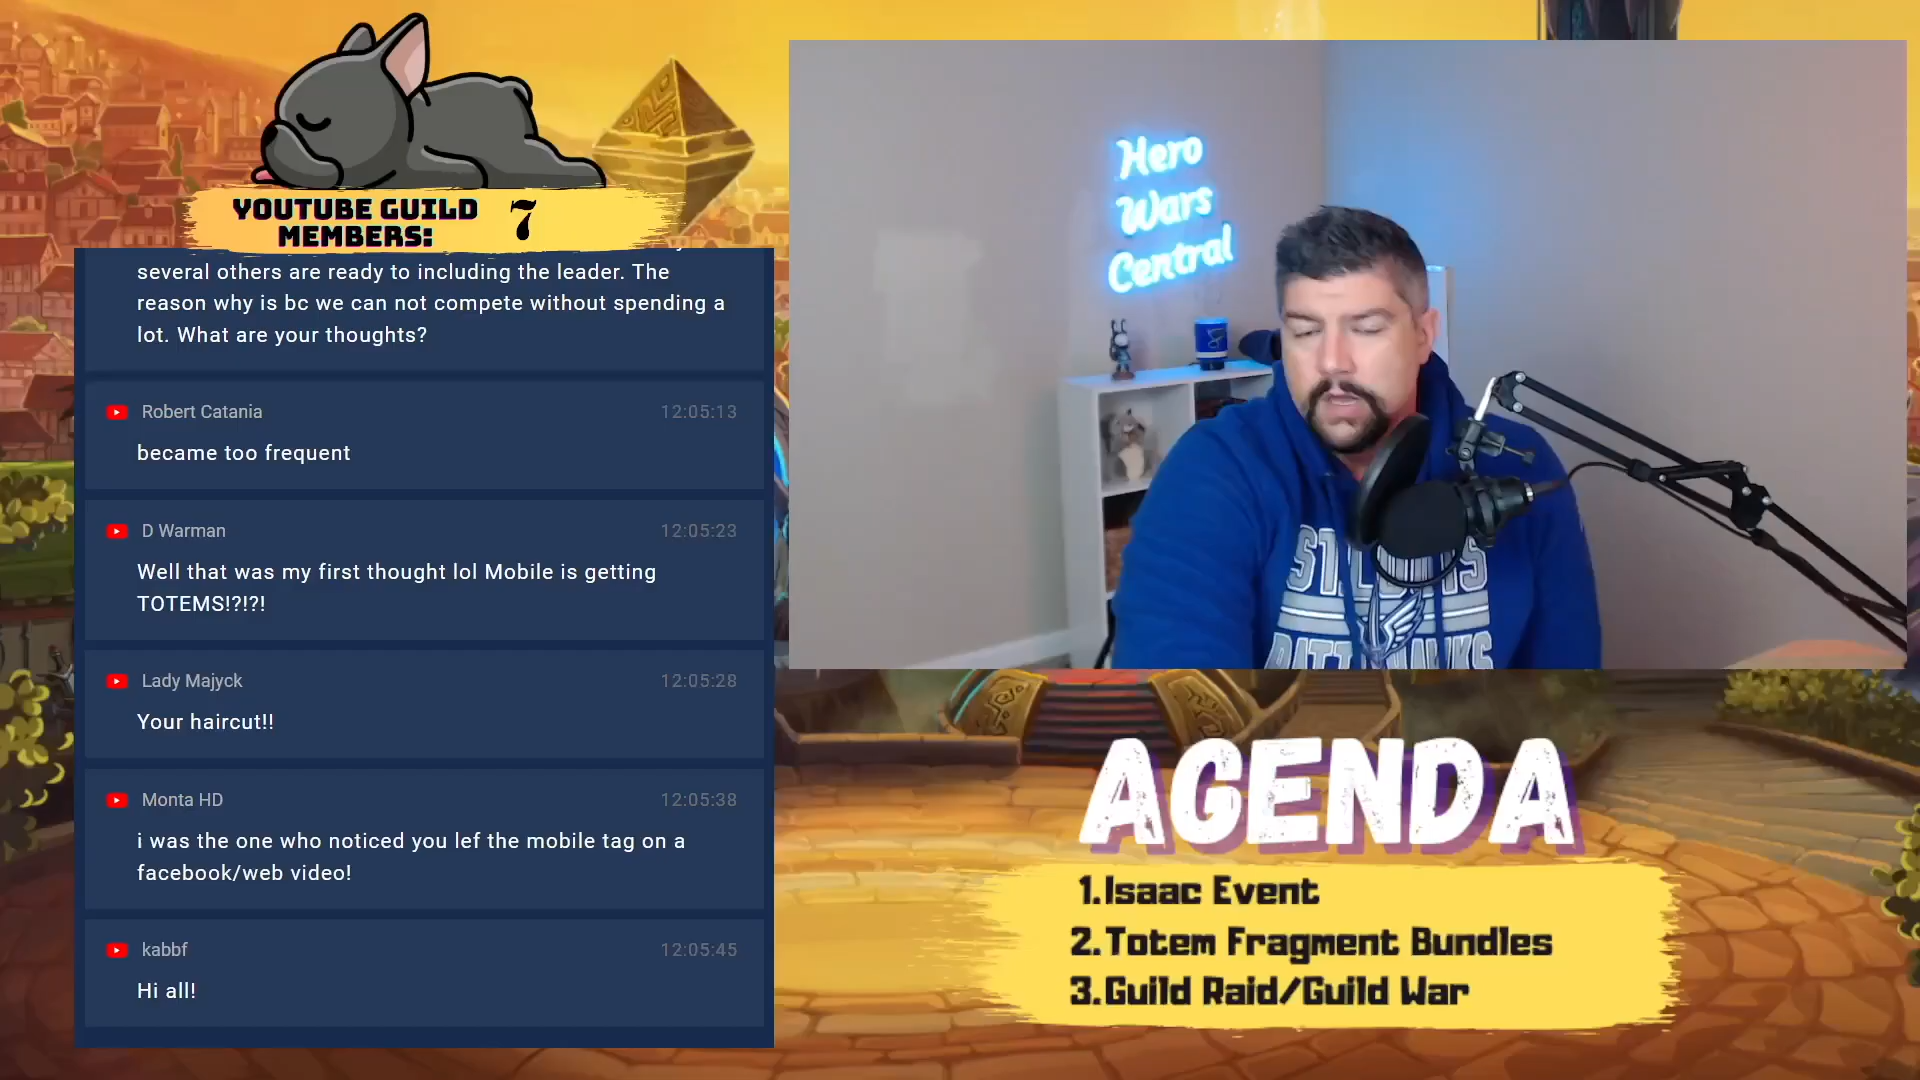 YOUTUBE GUILD
MEMBERS:
7
several others are ready to including the leader. The
reason why is bc we can not compete without spending a
lot. What are your thoughts?
Robert Catania
12:05:13
became too frequent
D Warman
12:05:23
Well that was my first thought lol Mobile is getting
TOTEMS!?!?!
Lady Majyck
12:05:28
Your haircut!!
Monta HD
12:05:38
i was the one who noticed you lef the mobile tag on a
facebook/web video!
kabbf
12:05:45
Hi all!
Hero
Wars
Central
AGENDA
1.Isaac Event
2.Totem Fragment Bundles
3.Guild Raid/Guild War